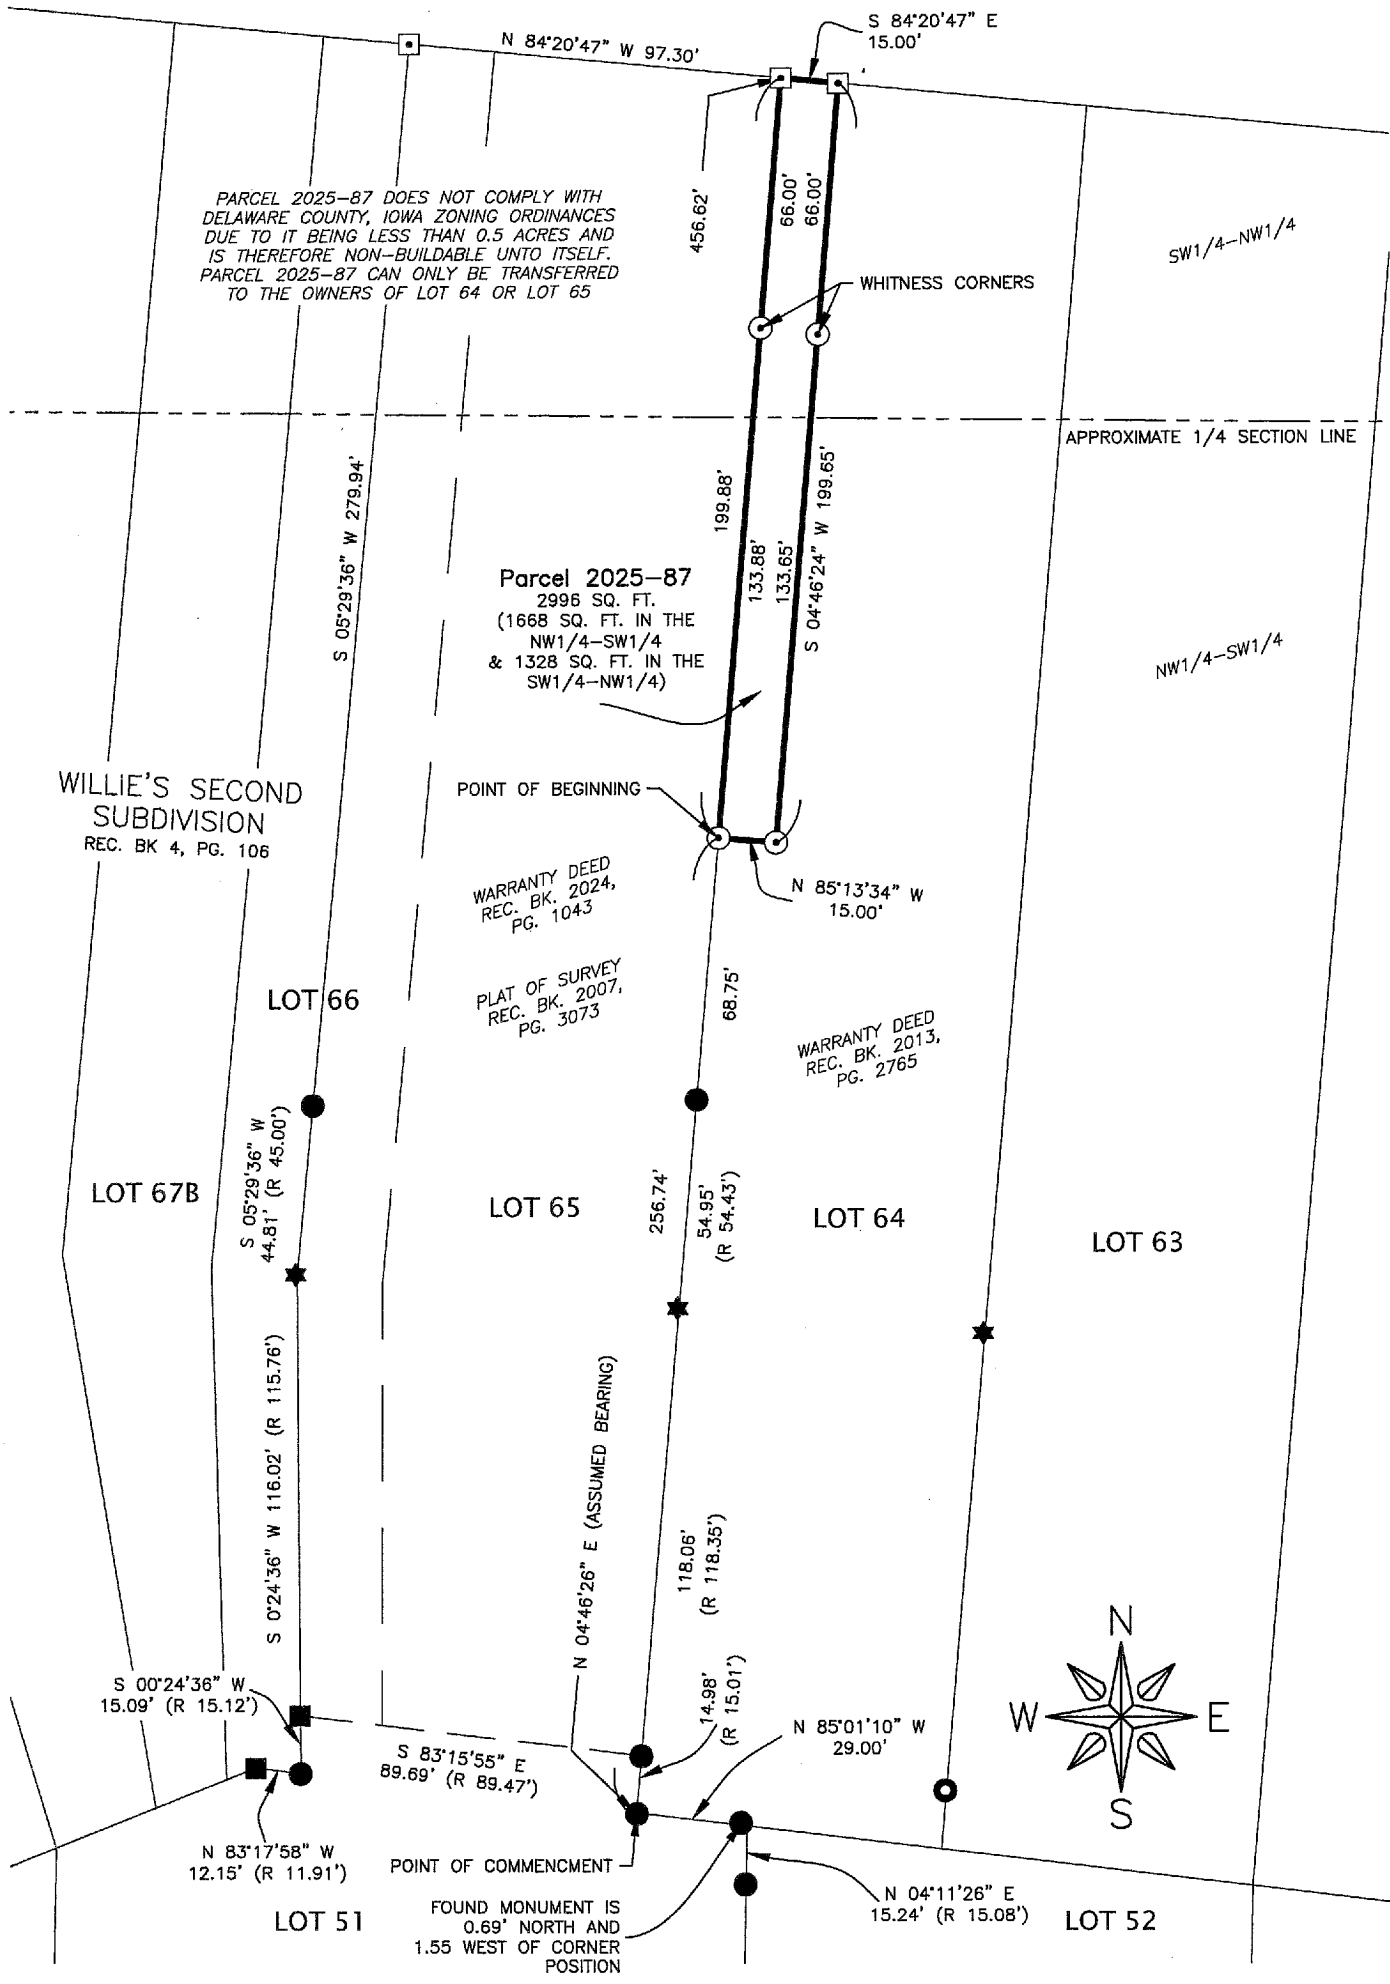 S 84°20'47" E
15.00'
N 84°20'47" W 97.30'
456.62'
66.00'
66.00'
PARCEL 2025-87 DOES NOT COMPLY WITH
DELAWARE COUNTY, IOWA ZONING ORDINANCES
DUE TO IT BEING LESS THAN 0.5 ACRES AND
IS THEREFORE NON-BUILDABLE UNTO ITSELF.
PARCEL 2025-87 CAN ONLY BE TRANSFERRED
TO THE OWNERS OF LOT 64 OR LOT 65
SW1/4-NW1/4
WHITNESS CORNERS
APPROXIMATE 1/4 SECTION LINE
S 05°29'36" W 279.94'
199.88'
133.88'
133.65'
S 04°46'24" W 199.65'
Parcel 2025-87
2996 SQ. FT.
(1668 SQ. FT. IN THE
NW1/4-SW1/4
& 1328 SQ. FT. IN THE
SW1/4-NW1/4)
NW1/4-SW1/4
WILLIE'S SECOND
SUBDIVISION
REC. BK 4, PG. 106
POINT OF BEGINNING
N 85°13'34" W
15.00'
WARRANTY DEED
REC. BK. 2024,
PG. 1043
PLAT OF SURVEY
REC. BK. 2007,
PG. 3073
68.75'
LOT 66
WARRANTY DEED
REC. BK. 2013,
PG. 2765
S 05°29'36" W
44.81' (R 45.00')
LOT 67B
LOT 65
256.74'
54.95'
(R 54.43')
LOT 64
LOT 63
S 0°24'36" W 116.02' (R 115.76')
N 04°46'26" E (ASSUMED BEARING)
118.06'
(R 118.35')
S 00°24'36" W
15.09' (R 15.12')
14.98'
(R 15.01')
N 85°01'10" W
29.00'
S 83°15'55" E
89.69' (R 89.47')
N
W
E
S
N 83°17'58" W
12.15' (R 11.91')
POINT OF COMMENCMENT
FOUND MONUMENT IS
0.69' NORTH AND
1.55 WEST OF CORNER
POSITION
N 04°11'26" E
15.24' (R 15.08')
LOT 51
LOT 52